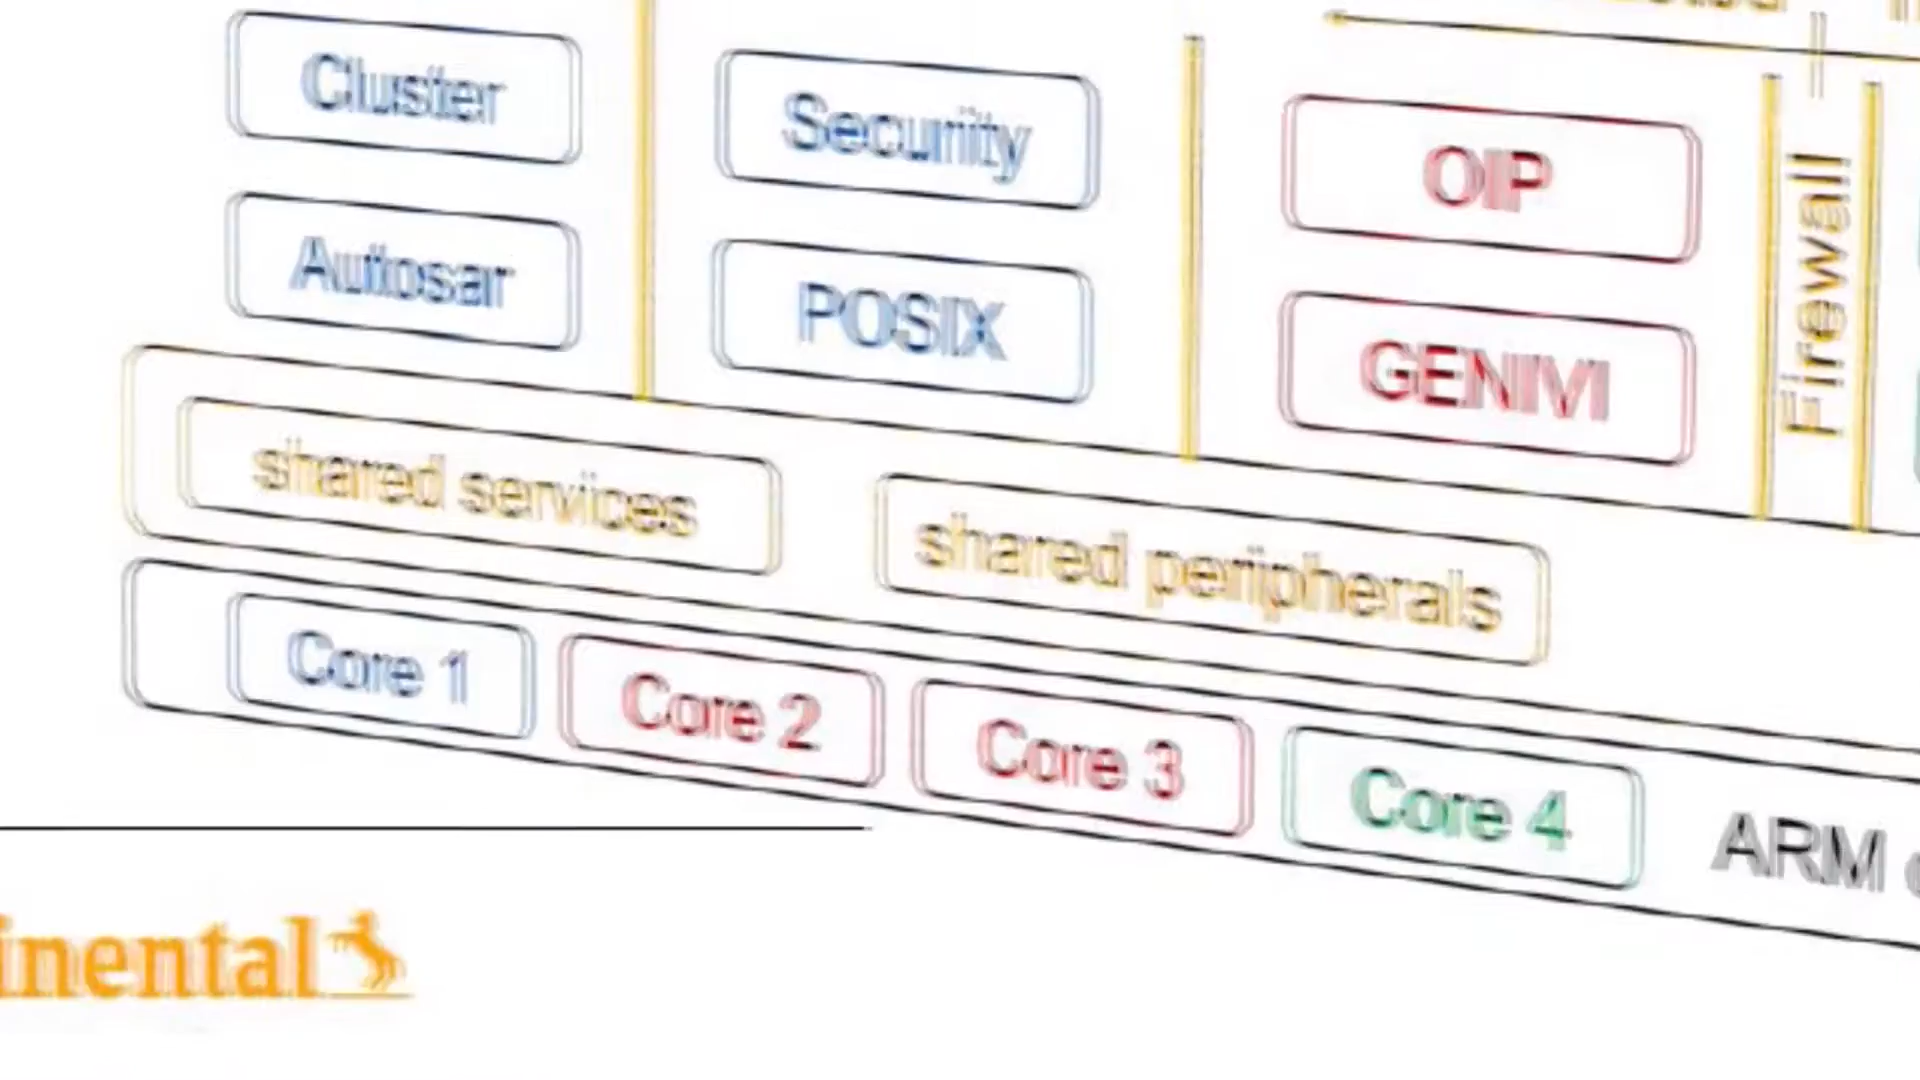 Cluster
Security
OIP
Firewall
Autosar
POSIX
GENIVI
shared services
shared peripherals
Core 1
Core 2
Core 3
Core 4
ARM
inental